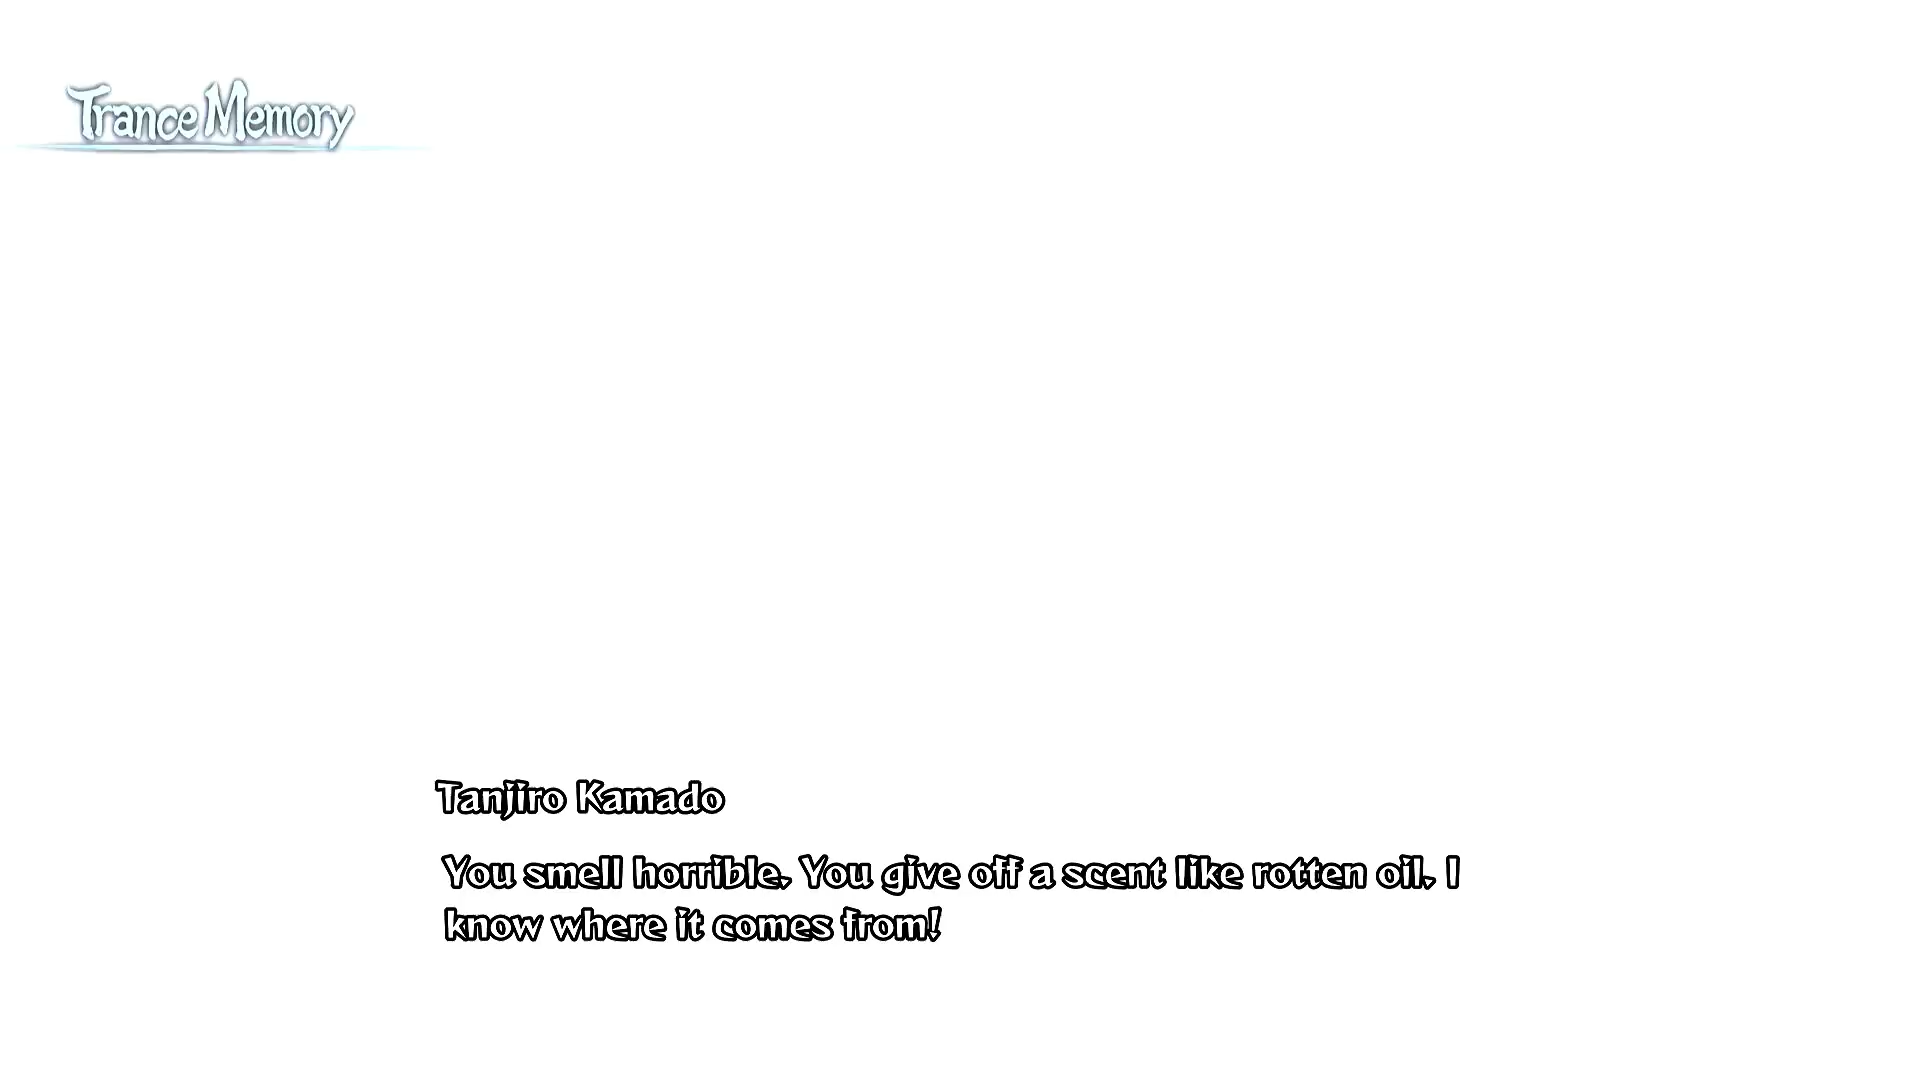 Trance Memory
Tanjiro Kamado
You smell horrible. You give off a scent like rotten oil. I
know where it comes from!